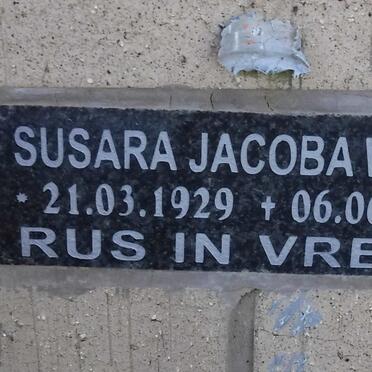 SUSARA JACOBA
* 21.03.1929 + 06.0
RUS IN VRE